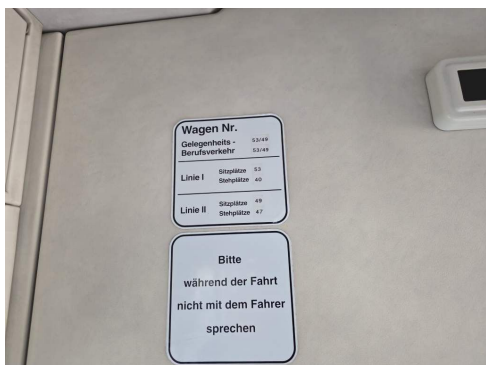 Wagen Nr.
Gelegenheits - 53/49
Berufsverkehr 53/49
Linie I Sitzplätze 53
Stehplätze 40
Linie II Sitzplätze 49
Stehplätze 47
Bitte
während der Fahrt
nicht mit dem Fahrer
sprechen